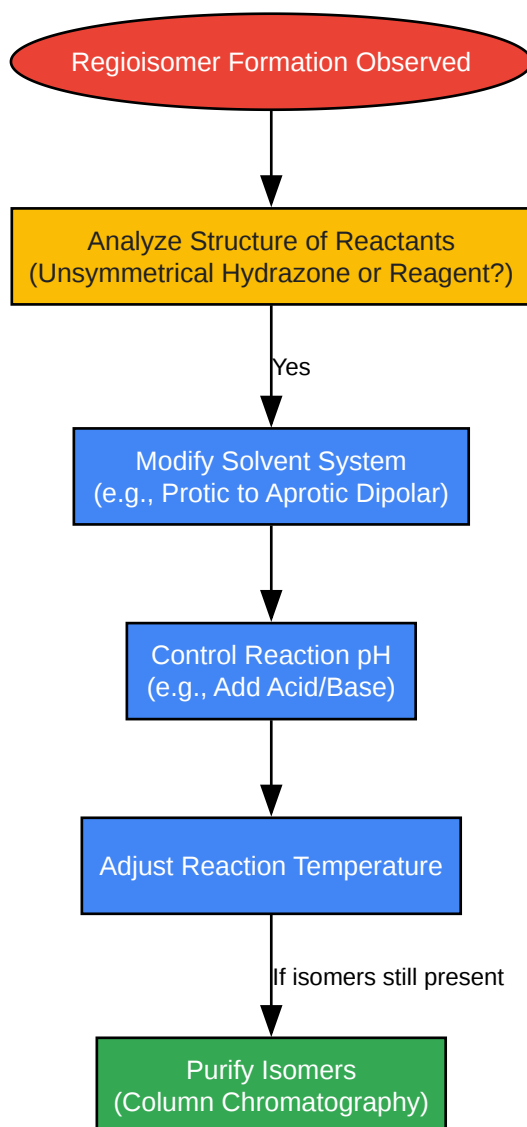 Regioisomer Formation Observed
Analyze Structure of Reactants
(Unsymmetrical Hydrazone or Reagent?)
Yes
Modify Solvent System
(e.g., Protic to Aprotic Dipolar)
Control Reaction pH
(e.g., Add Acid/Base)
Adjust Reaction Temperature
If isomers still present
Purify Isomers
(Column Chromatography)